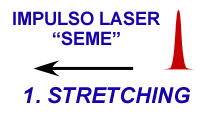 IMPULSO LASER
“SEME”
1. STRETCHING